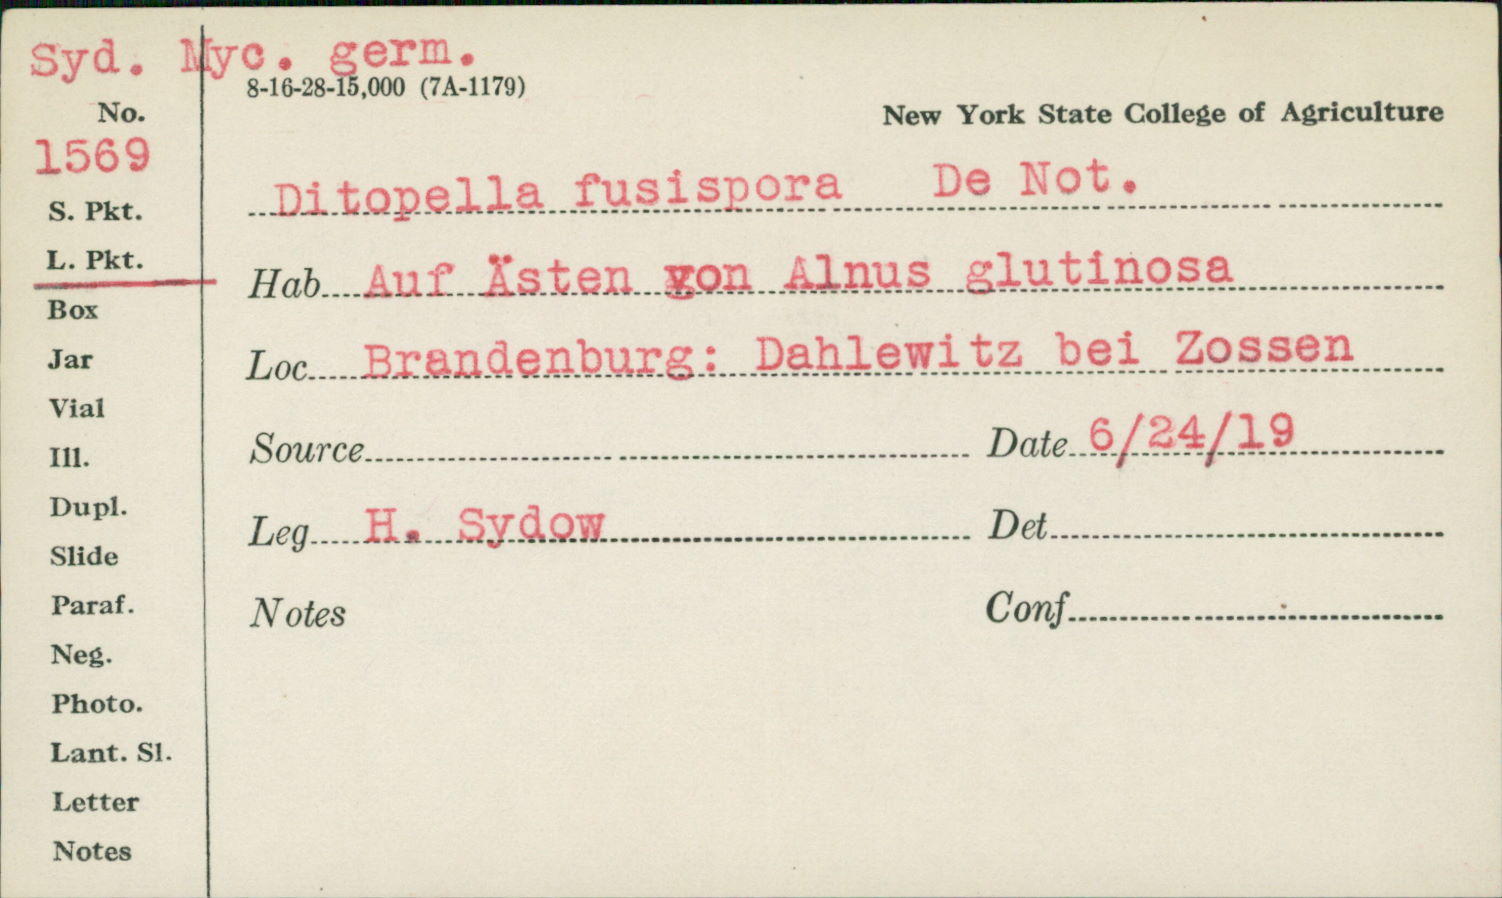 Syd. Myc. germ.
8-16-28-15,000 (7A-1179)
No.
New York State College of Agriculture
1569
Ditopella fusispora De Not.
S. Pkt.
L. Pkt.
Hab Auf Ästen von Alnus glutinosa
Box
Jar
Loc Brandenburg: Dahlewitz bei Zossen
Vial
Ill.
Source Date 6/24/19
Dupl.
Slide
Leg H. Sydow Det
Paraf.
Notes Conf
Neg.
Photo.
Lant. Sl.
Letter
Notes